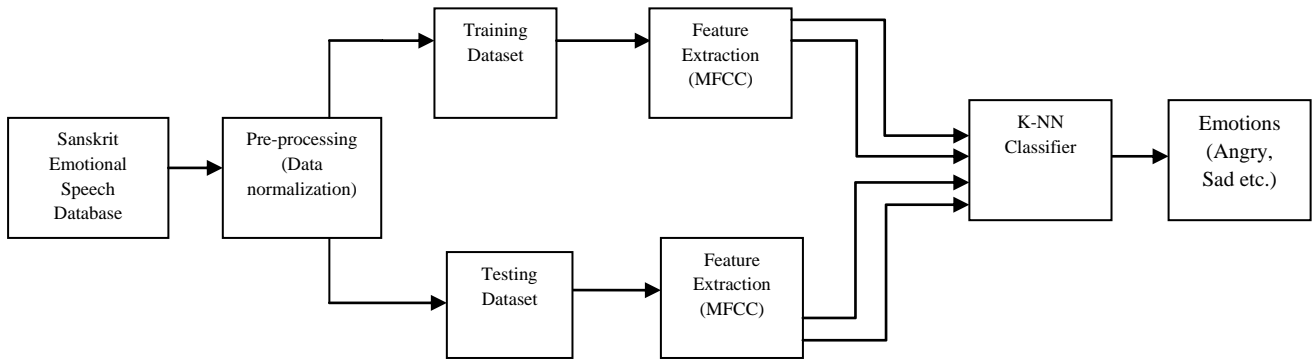 Sanskrit
Emotional
Speech
Database
Pre-processing
(Data
normalization)
Training
Dataset
Feature
Extraction
(MFCC)
Testing
Dataset
Feature
Extraction
(MFCC)
K-NN
Classifier
Emotions
(Angry,
Sad etc.)